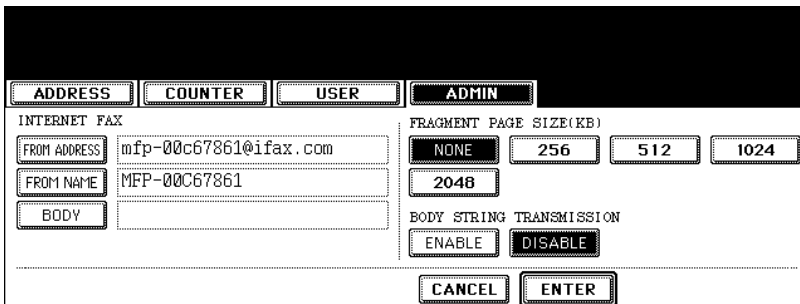 ADDRESS COUNTER USER ADMIN
INTERNET FAX
FROM ADDRESS mfp-00c67861@ifax.com
FROM NAME MFP-00C67861
BODY
FRAGMENT PAGE SIZE(KB)
NONE 256 512 1024
2048
BODY STRING TRANSMISSION
ENABLE DISABLE
CANCEL ENTER